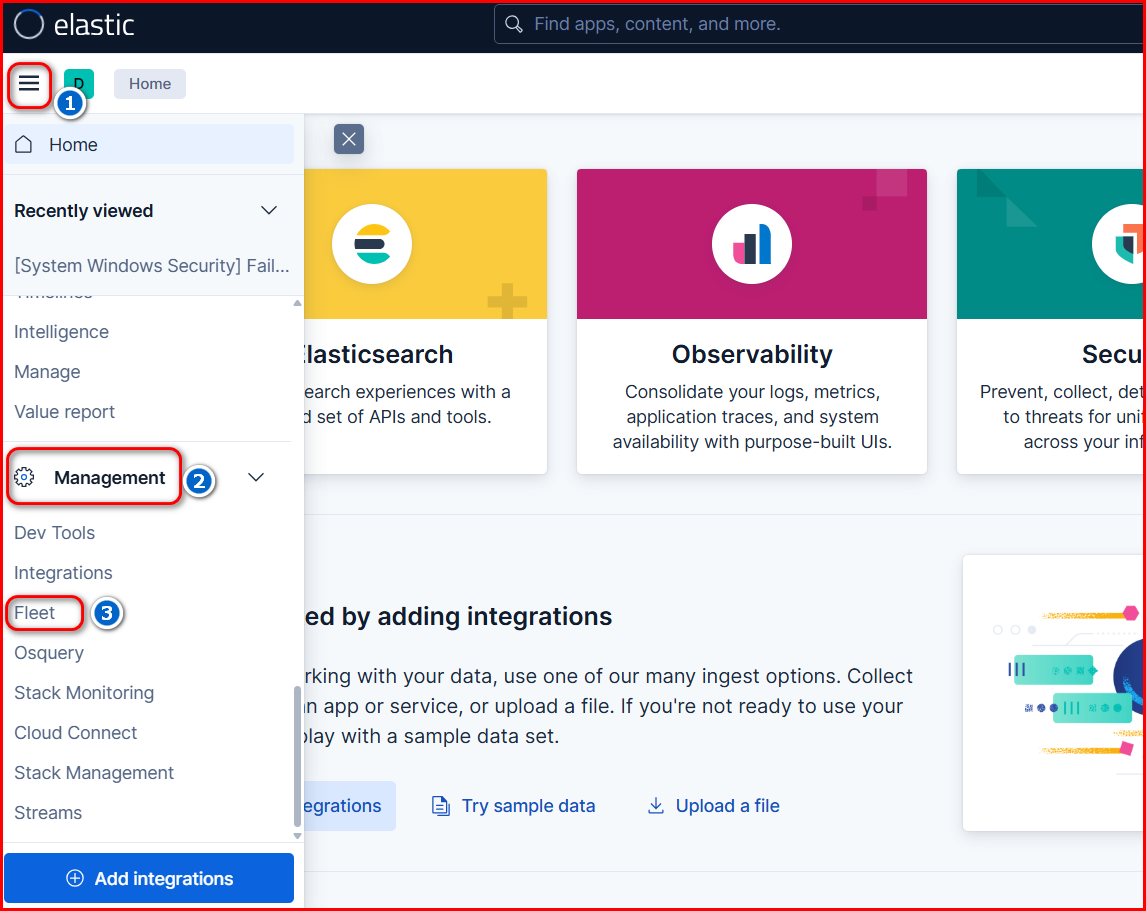 elastic
Find apps, content, and more.
D
Home
1
Home
Recently viewed
[System Windows Security] Fail...
Timelines
Intelligence
Manage
Value report
Management
2
Dev Tools
Integrations
Fleet
3
Osquery
Stack Monitoring
Cloud Connect
Stack Management
Streams
Add integrations
lasticsearch
earch experiences with a
d set of APIs and tools.
Observability
Consolidate your logs, metrics,
application traces, and system
availability with purpose-built UIs.
Secu
Prevent, collect, det
to threats for unif
across your inf
ed by adding integrations
rking with your data, use one of our many ingest options. Collect
n app or service, or upload a file. If you're not ready to use your
play with a sample data set.
egrations
Try sample data
Upload a file